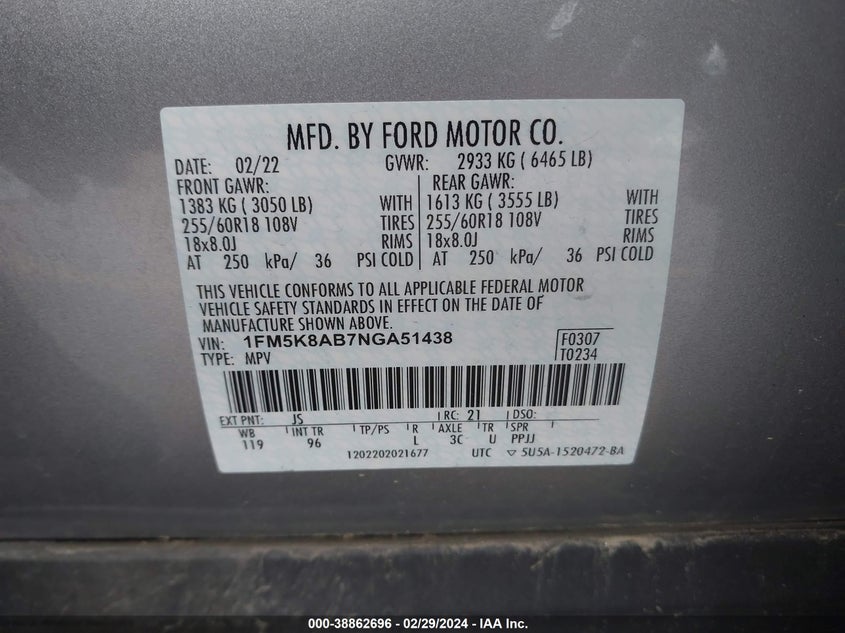 MFD. BY FORD MOTOR CO.
DATE: 02/22 GVWR: 2933 KG ( 6465 LB)
FRONT GAWR: REAR GAWR:
1383 KG ( 3050 LB) WITH 1613 KG ( 3555 LB) WITH
255/60R18 108V TIRES 255/60R18 108V TIRES
18x8.0J RIMS 18x8.0J RIMS
AT 250 kPa/ 36 PSI COLD AT 250 kPa/ 36 PSI COLD
THIS VEHICLE CONFORMS TO ALL APPLICABLE FEDERAL MOTOR
VEHICLE SAFETY STANDARDS IN EFFECT ON THE DATE OF
MANUFACTURE SHOWN ABOVE.
VIN: 1FM5K8AB7NGA51438 F0307
TYPE: MPV T0234
EXT PNT: JS RC: 21 DSO:
WB INT TR TP/PS R AXLE TR SPR
119 96 L 3C U PPJJ
1202202021677 UTC ▽ 5U5A-1520472-BA
000-38862696 - 02/29/2024 - IAA Inc.